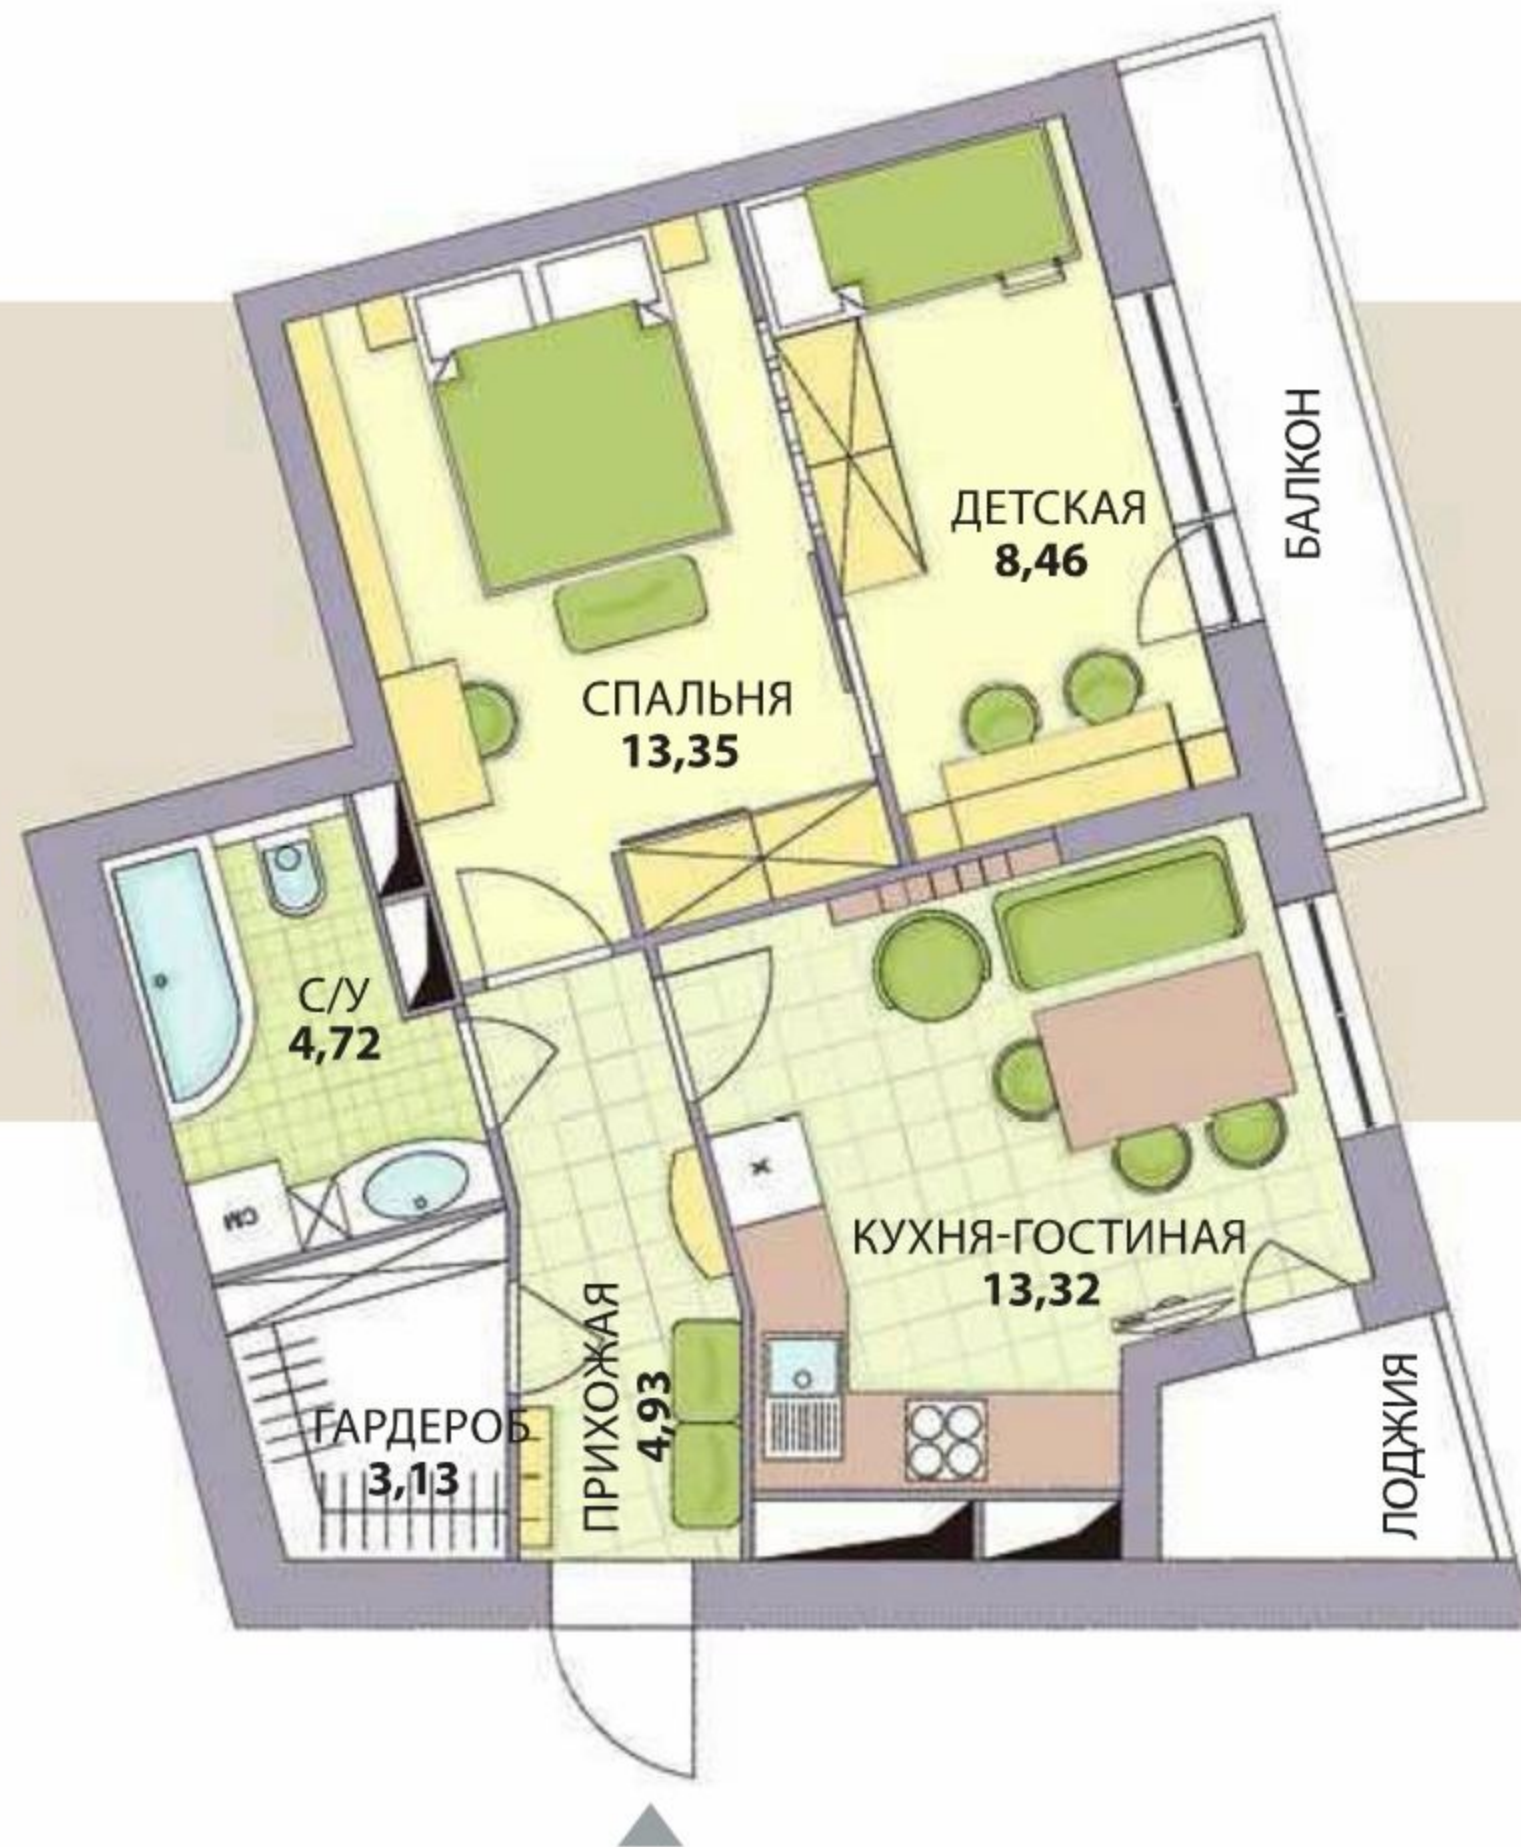 БАЛКОН
ДЕТСКАЯ
8,46
СПАЛЬНЯ
13,35
С/У
4,72
СМ
КУХНЯ-ГОСТИНАЯ
13,32
ПРИХОЖАЯ
4,93
ГАРДЕРОБ
3,13
ЛОДЖИЯ